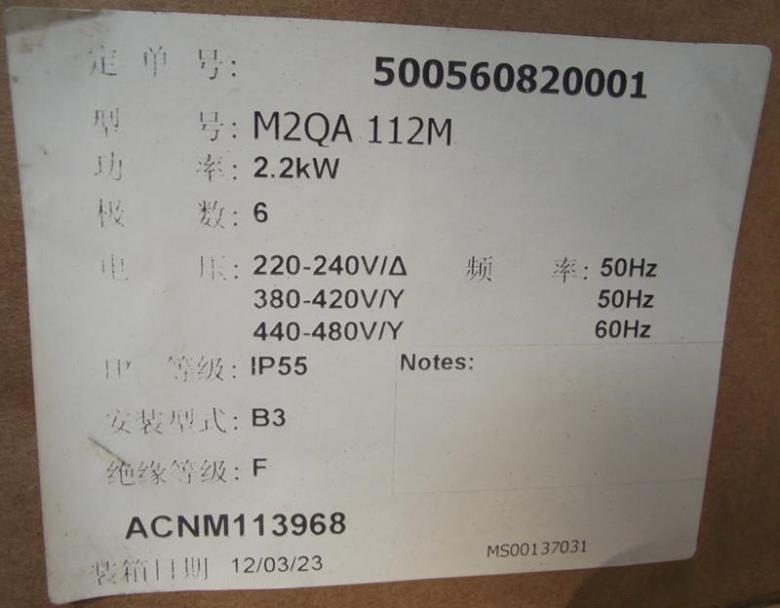 定单号: 500560820001
型号: M2QA 112M
功率: 2.2kW
极数: 6
电压: 220-240V/Δ 频率: 50Hz
380-420V/Y 50Hz
440-480V/Y 60Hz
IP 等级: IP55 Notes:
安装型式: B3
绝缘等级: F
ACNM113968
装箱日期 12/03/23 MS00137031